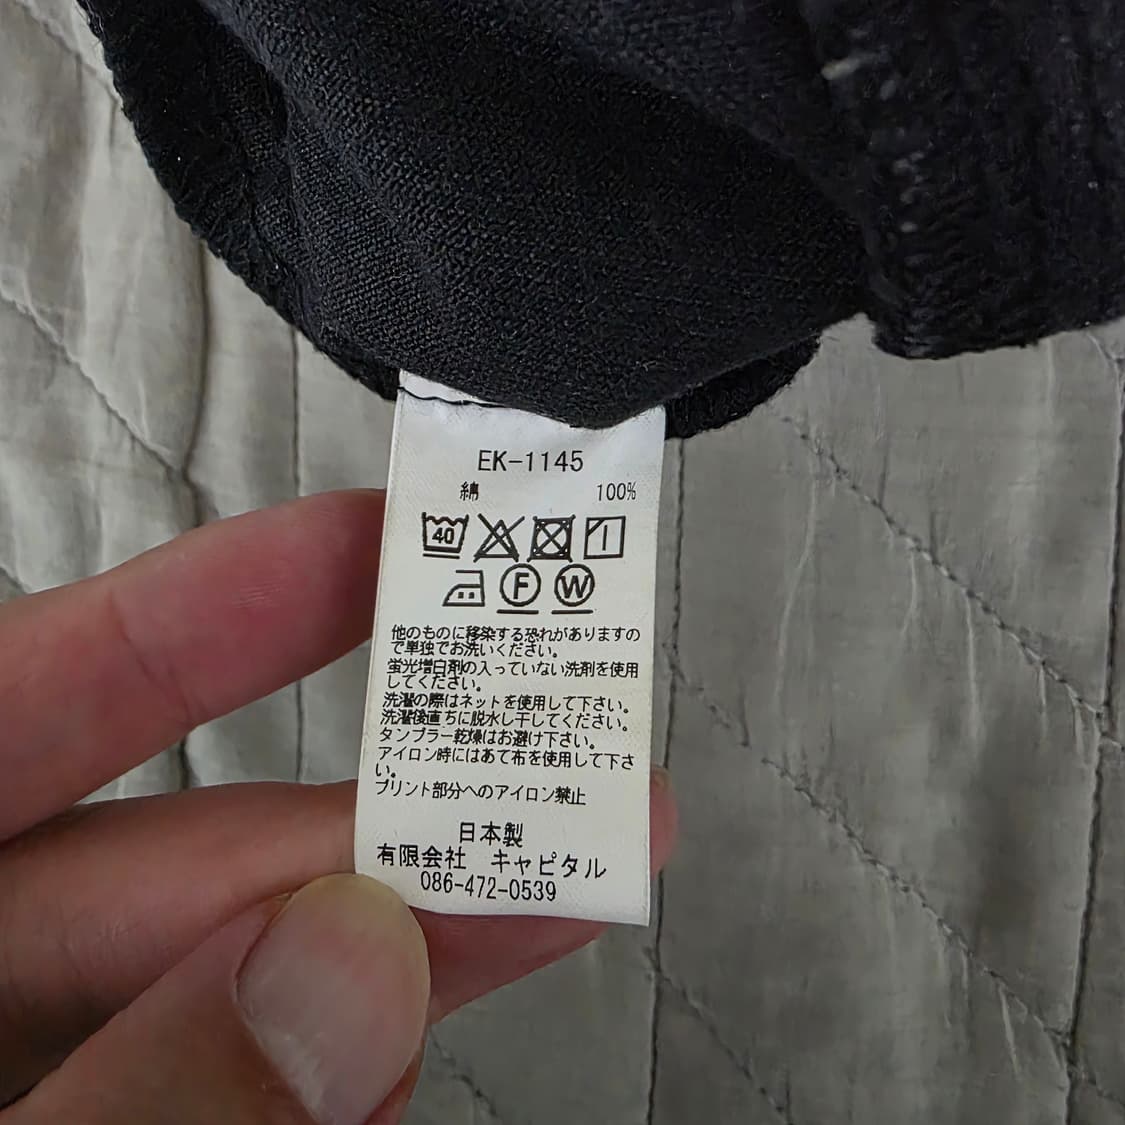 EK-1145
綿 100%
40
F W
他のものに移染する恐れがありますの
で単独でお洗いください。
蛍光増白剤の入っていない洗剤を使用
してください。
洗濯の際はネットを使用して下さい。
洗濯後直ちに脱水し干してください。
タンブラー乾燥はお避け下さい。
アイロン時にはあて布を使用して下さ
い。
プリント部分へのアイロン禁止
日本製
有限会社 キャピタル
086-472-0539